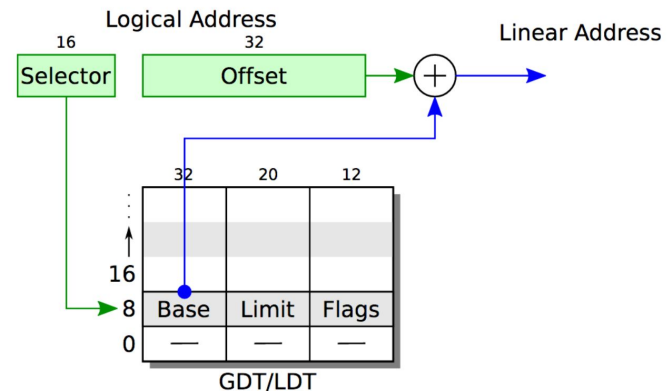 Logical Address
16 32 Linear Address
Selector Offset
32 20 12
16
8 Base Limit Flags
0 — — —
GDT/LDT